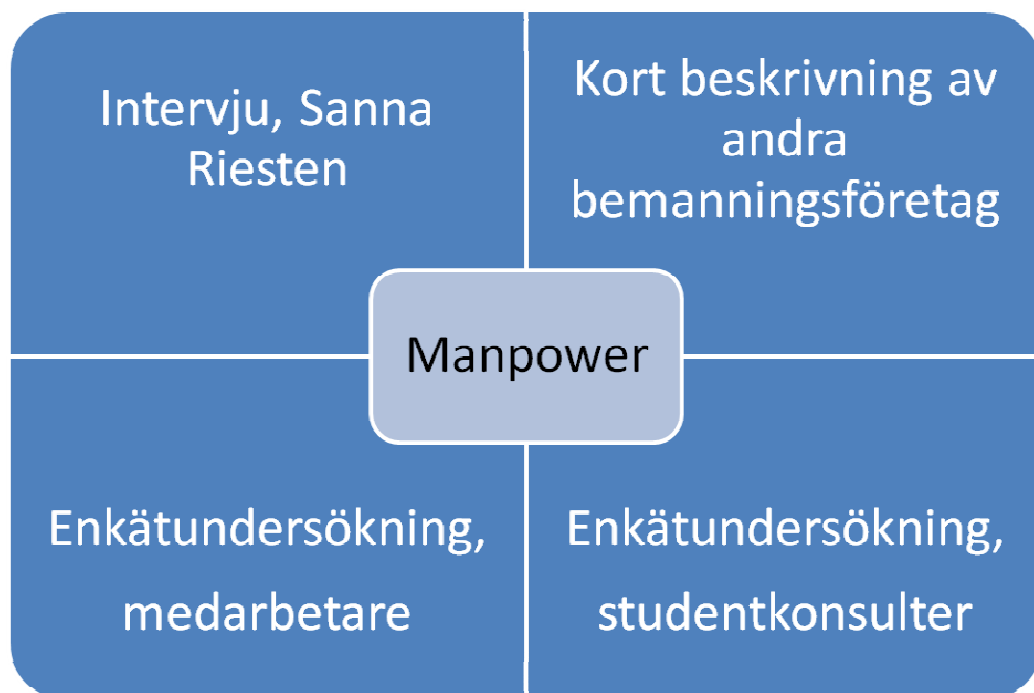 Intervju, Sanna
Riesten
Kort beskrivning av
andra
bemanningsföretag
Manpower
Enkätundersökning,
medarbetare
Enkätundersökning,
studentkonsulter